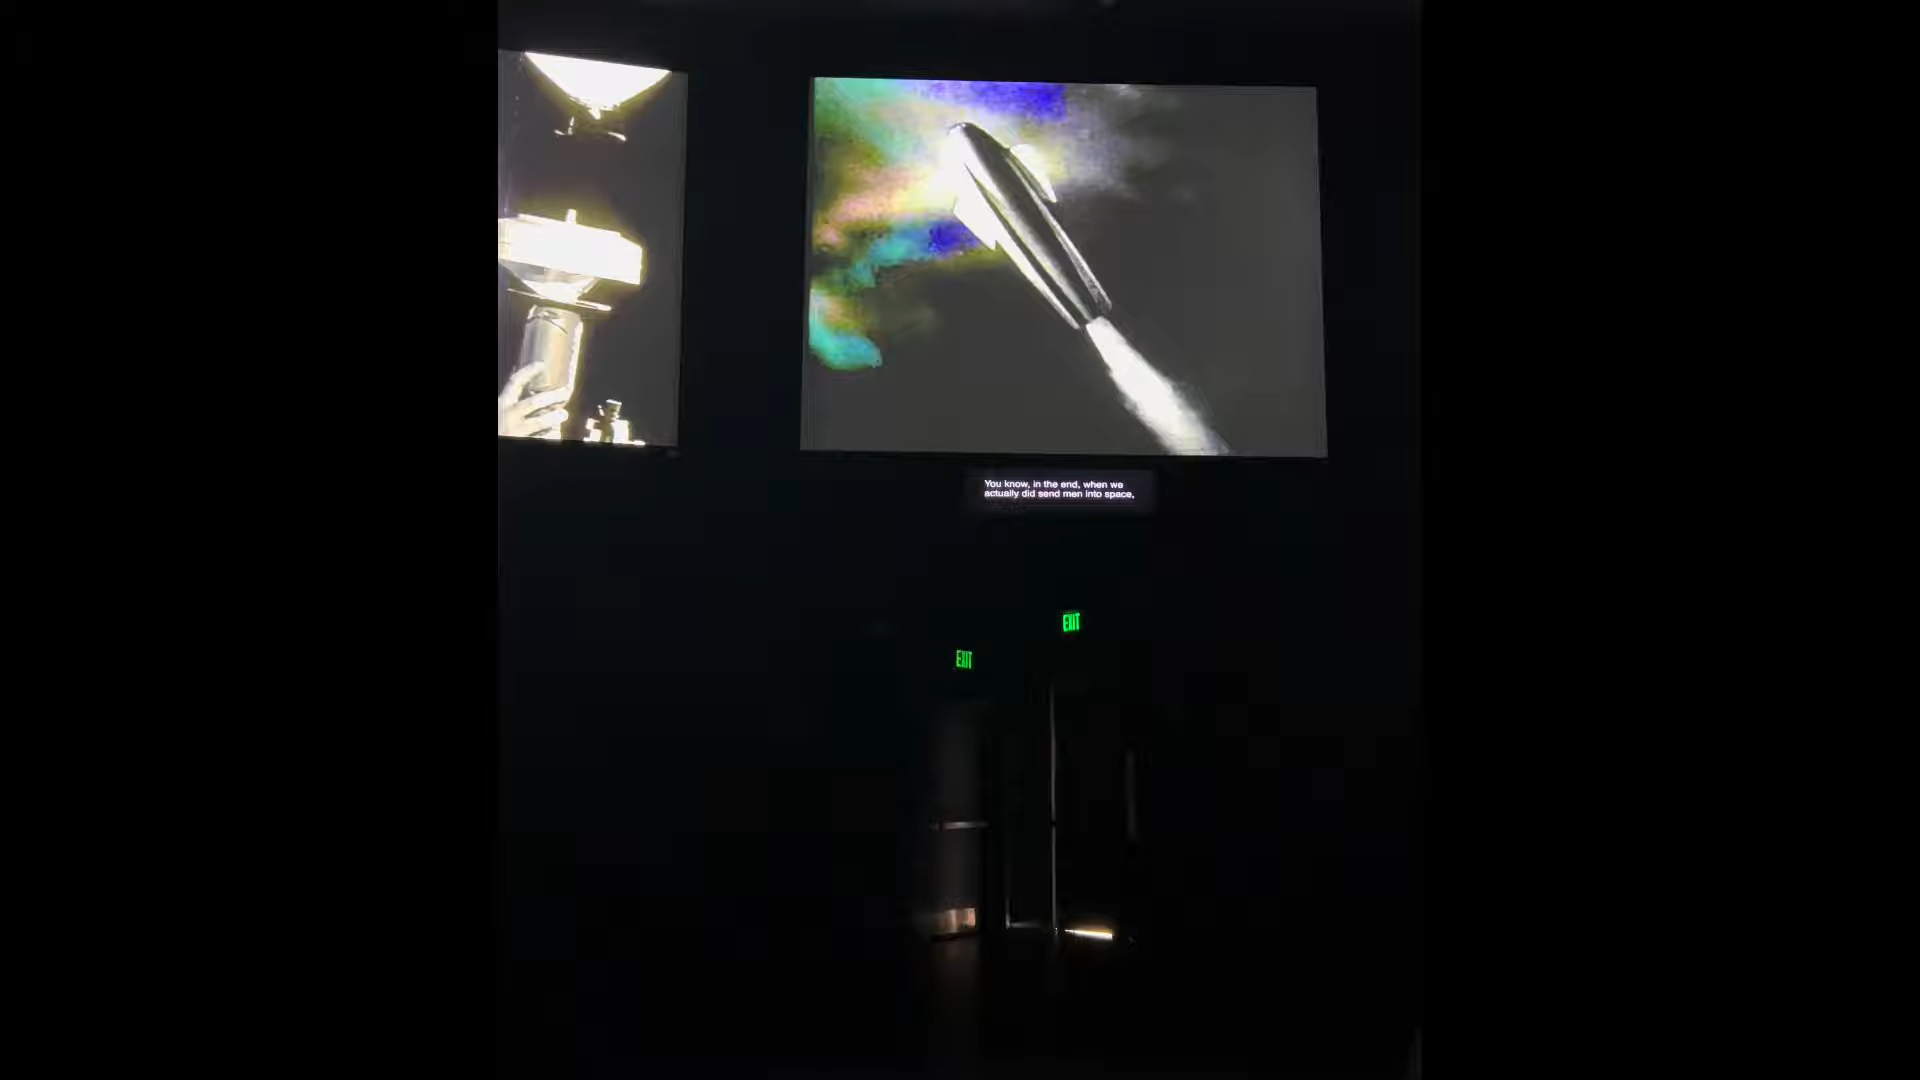 You know, in the end, when we
actually did send men into space,
EXIT
EXIT